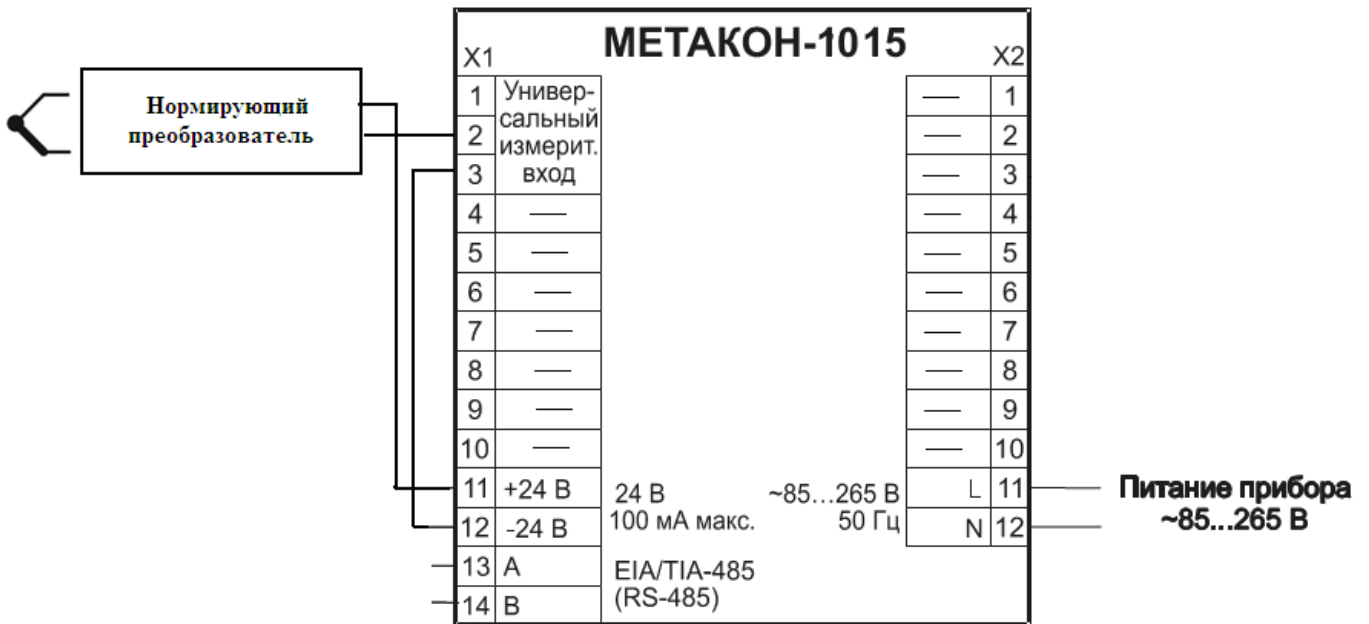 МЕТАКОН-1015
X1
X2
Нормирующий
преобразователь
1
Универ-
сальный
измерит.
вход
2
3
4
5
6
7
8
9
10
11 +24 В
12 -24 В
13 A
14 B
24 В
100 мА макс.
EIA/TIA-485
(RS-485)
~85...265 В
50 Гц
1
2
3
4
5
6
7
8
9
10
L 11
N 12
Питание прибора
~85...265 В